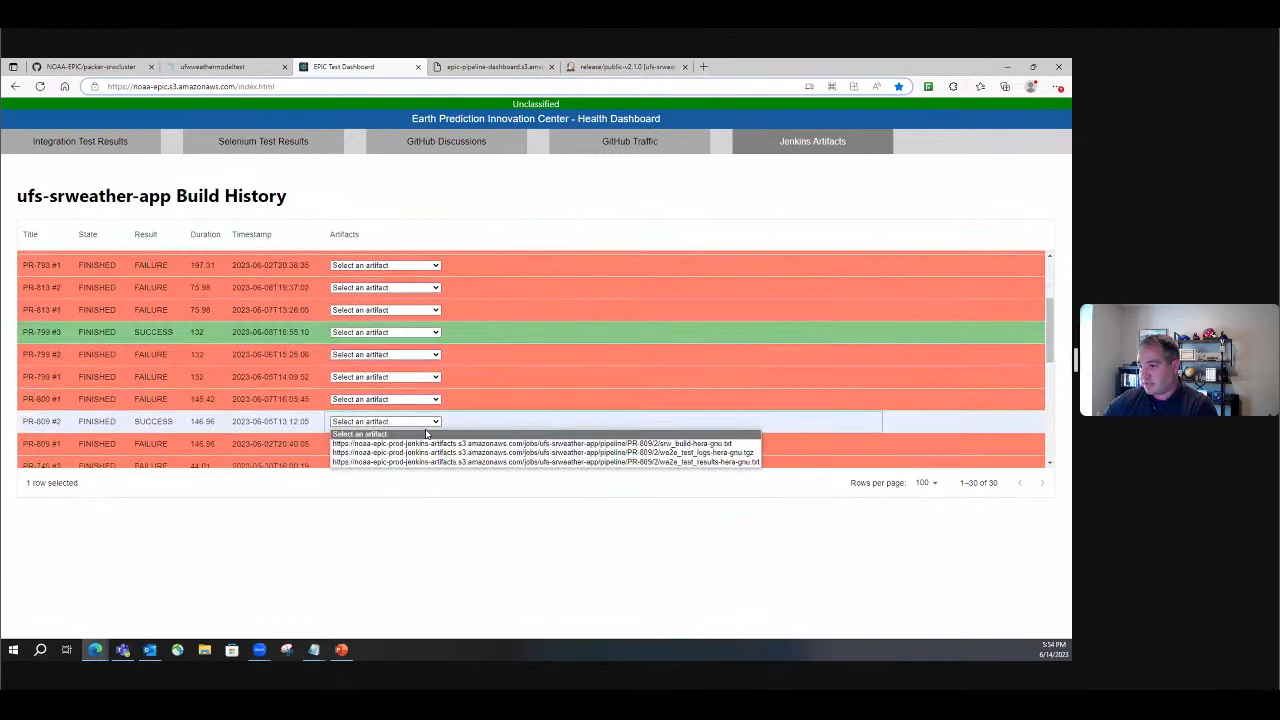 NOAA-EPIC/packer-srwcluster
ufwweathermodeltest
EPIC Test Dashboard
epic-pipeline-dashboard.s3.amaz
release/public-v2.1.0 [ufs-srweat
https://noaa-epic.s3.amazonaws.com/index.html
Unclassified
Earth Prediction Innovation Center - Health Dashboard
Integration Test Results
Selenium Test Results
GitHub Discussions
GitHub Traffic
Jenkins Artifacts
ufs-srweather-app Build History
Title State Result Duration Timestamp Artifacts
PR-793 #1 FINISHED FAILURE 197.31 2023-06-02T20:38:35 Select an artifact
PR-813 #2 FINISHED FAILURE 75.98 2023-06-08T19:37:02 Select an artifact
PR-813 #1 FINISHED FAILURE 75.98 2023-06-07T13:26:05 Select an artifact
PR-799 #3 FINISHED SUCCESS 132 2023-06-08T16:55:10 Select an artifact
PR-799 #2 FINISHED FAILURE 132 2023-06-06T15:25:06 Select an artifact
PR-799 #1 FINISHED FAILURE 132 2023-06-05T14:09:52 Select an artifact
PR-800 #1 FINISHED FAILURE 145.42 2023-06-07T16:05:45 Select an artifact
PR-809 #2 FINISHED SUCCESS 146.96 2023-06-05T13:12:05 Select an artifact
Select an artifact
https://noaa-epic-prod-jenkins-artifacts.s3.amazonaws.com/jobs/ufs-srweather-app/pipeline/PR-809/2/srw_build-hera-gnu.txt
https://noaa-epic-prod-jenkins-artifacts.s3.amazonaws.com/jobs/ufs-srweather-app/pipeline/PR-809/2/we2e_test_logs-hera-gnu.tgz
https://noaa-epic-prod-jenkins-artifacts.s3.amazonaws.com/jobs/ufs-srweather-app/pipeline/PR-809/2/we2e_test_results-hera-gnu.txt
PR-809 #1 FINISHED FAILURE 146.96 2023-06-02T20:40:05
FINISHED FAILURE 44.01
1 row selected
Rows per page: 100 1–30 of 30
5:54 PM
6/14/2023